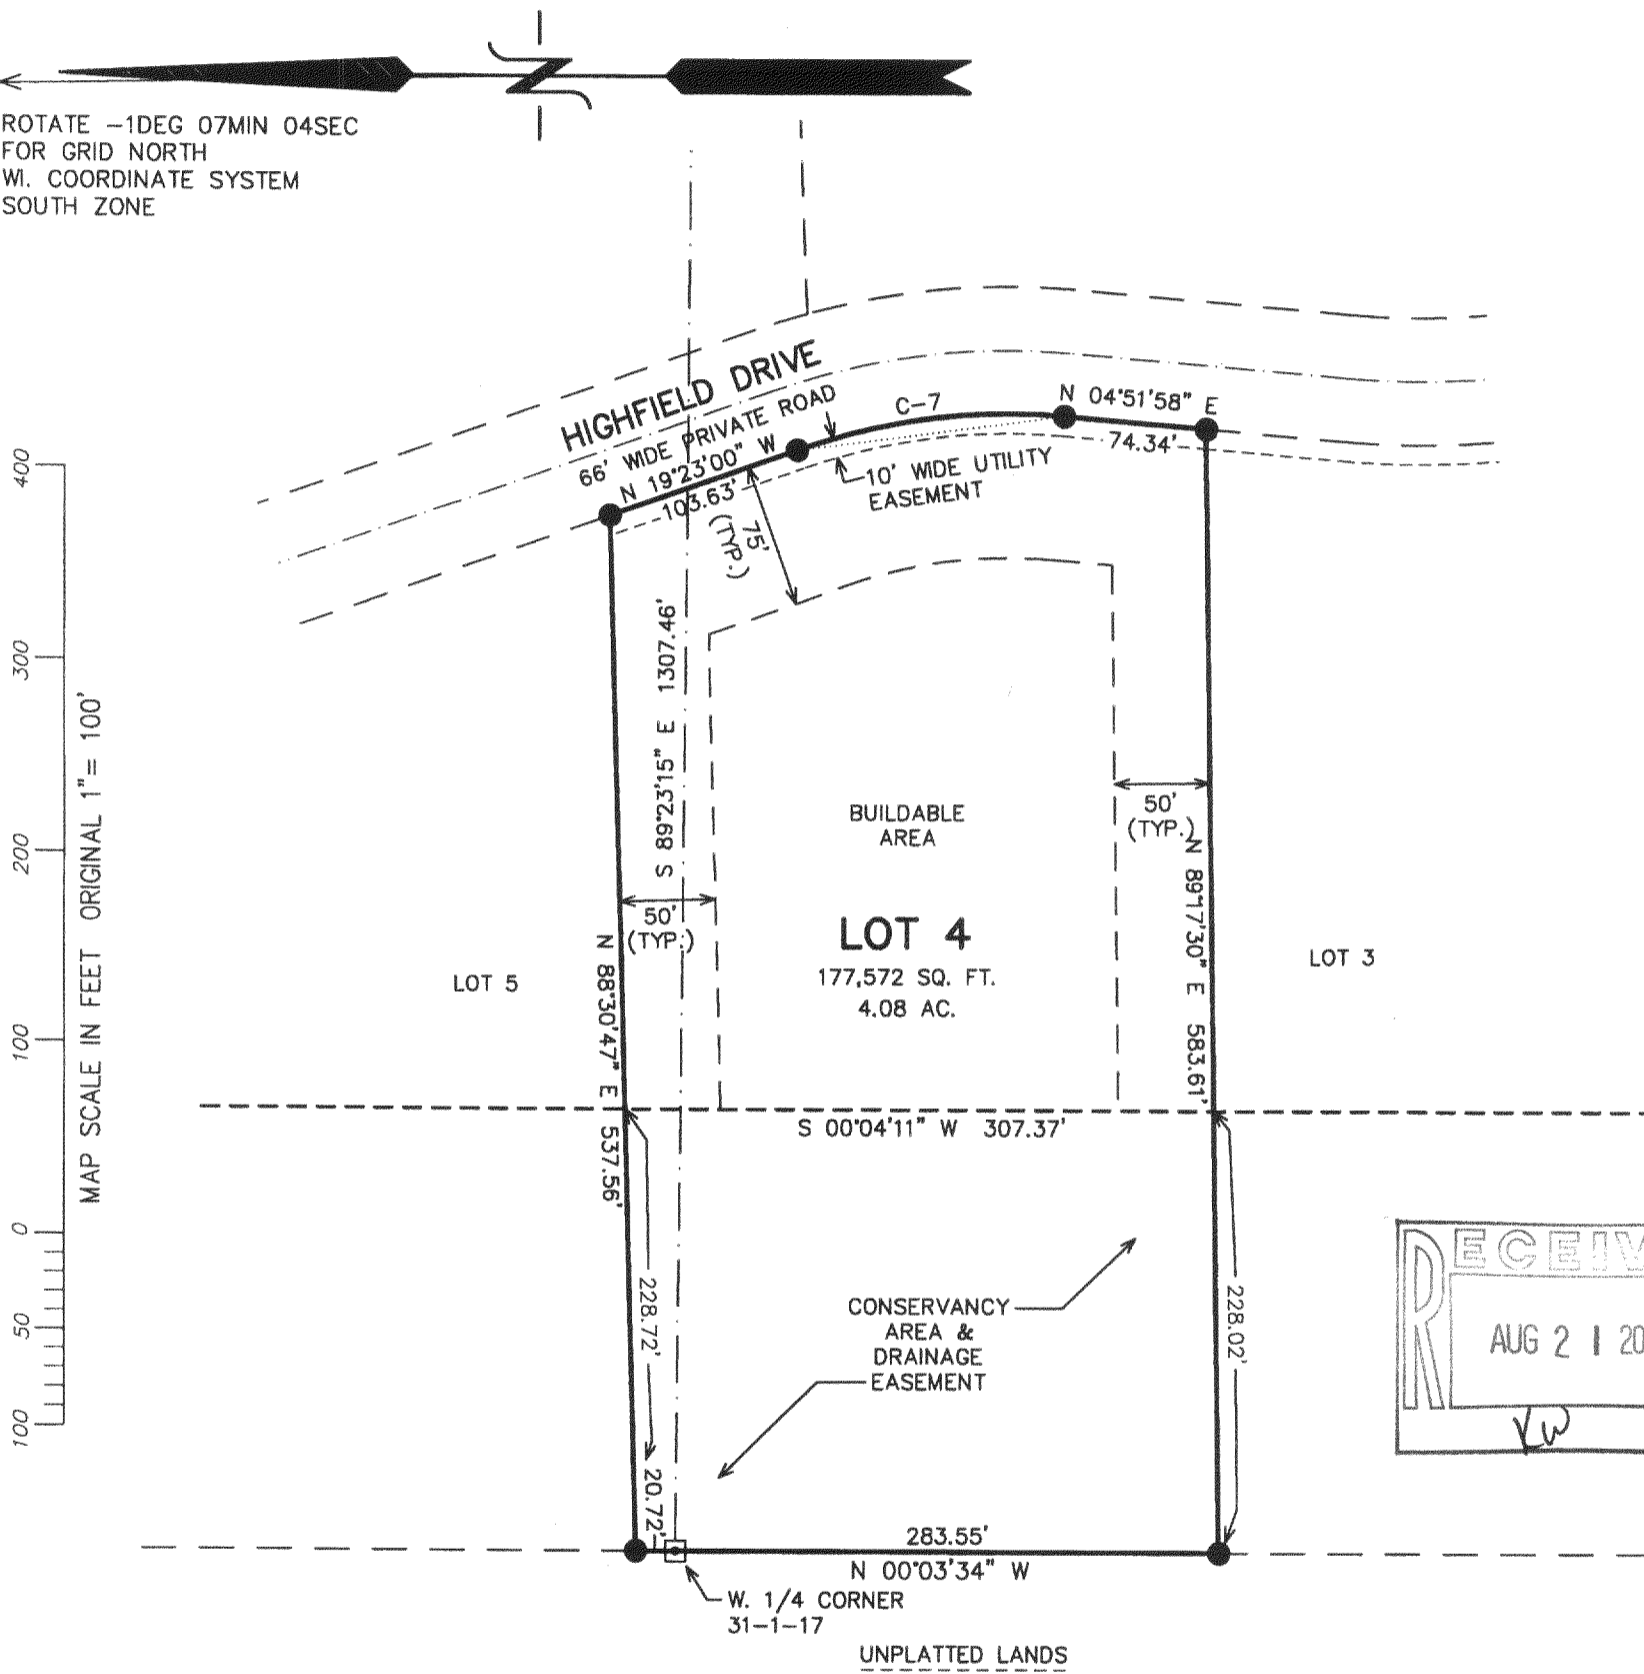 ROTATE -1DEG 07MIN 04SEC
FOR GRID NORTH
WI. COORDINATE SYSTEM
SOUTH ZONE
HIGHFIELD DRIVE
66' WIDE PRIVATE ROAD
N 19°23'00" W
103.63'
C-7
N 04°51'58" E
74.34'
10' WIDE UTILITY
EASEMENT
75'
(TYP.)
400
300
200
100
0
50
100
MAP SCALE IN FEET ORIGINAL 1"= 100'
S 89°23'15" E 1307.46'
BUILDABLE
AREA
50'
(TYP.)
50'
(TYP.)
LOT 4
177,572 SQ. FT.
4.08 AC.
LOT 5
LOT 3
N 88°30'47" E 537.56'
N 89°17'30" E 583.61'
S 00°04'11" W 307.37'
228.72'
228.02'
CONSERVANCY
AREA &
DRAINAGE
EASEMENT
20.72'
283.55'
N 00°03'34" W
W. 1/4 CORNER
31-1-17
UNPLATTED LANDS
RECEIV
AUG 21 20
KW